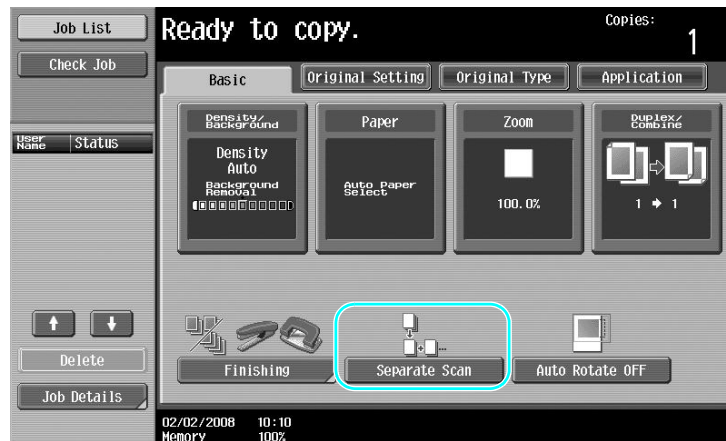 Job List
Check Job
User Name
Status
Delete
Job Details
Ready to copy.
Copies:
1
Basic
Original Setting
Original Type
Application
Density/
Background
Density
Auto
Background
Removal
Paper
Auto Paper
Select
Zoom
100.0%
Duplex/
Combine
1 → 1
Finishing
Separate Scan
Auto Rotate OFF
02/02/2008 10:10
Memory 100%